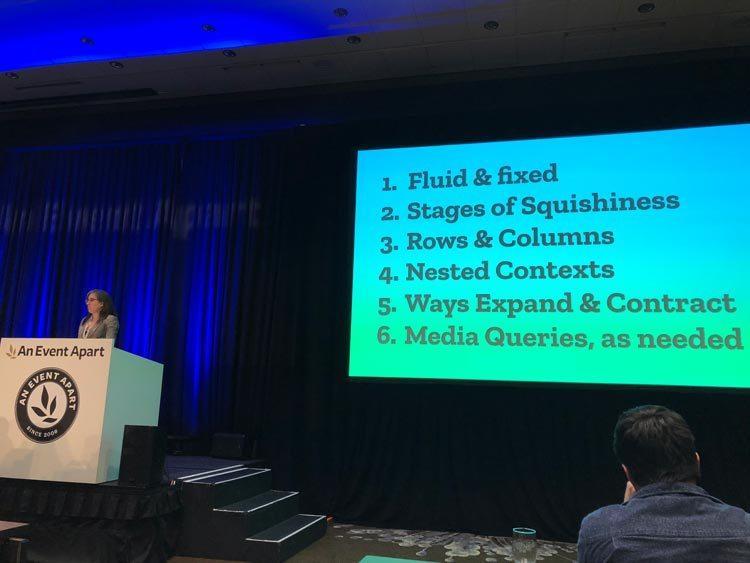 1. Fluid & fixed
2. Stages of Squishiness
3. Rows & Columns
4. Nested Contexts
5. Ways Expand & Contract
6. Media Queries, as needed
An Event Apart
AN EVENT APART
SINCE 2005